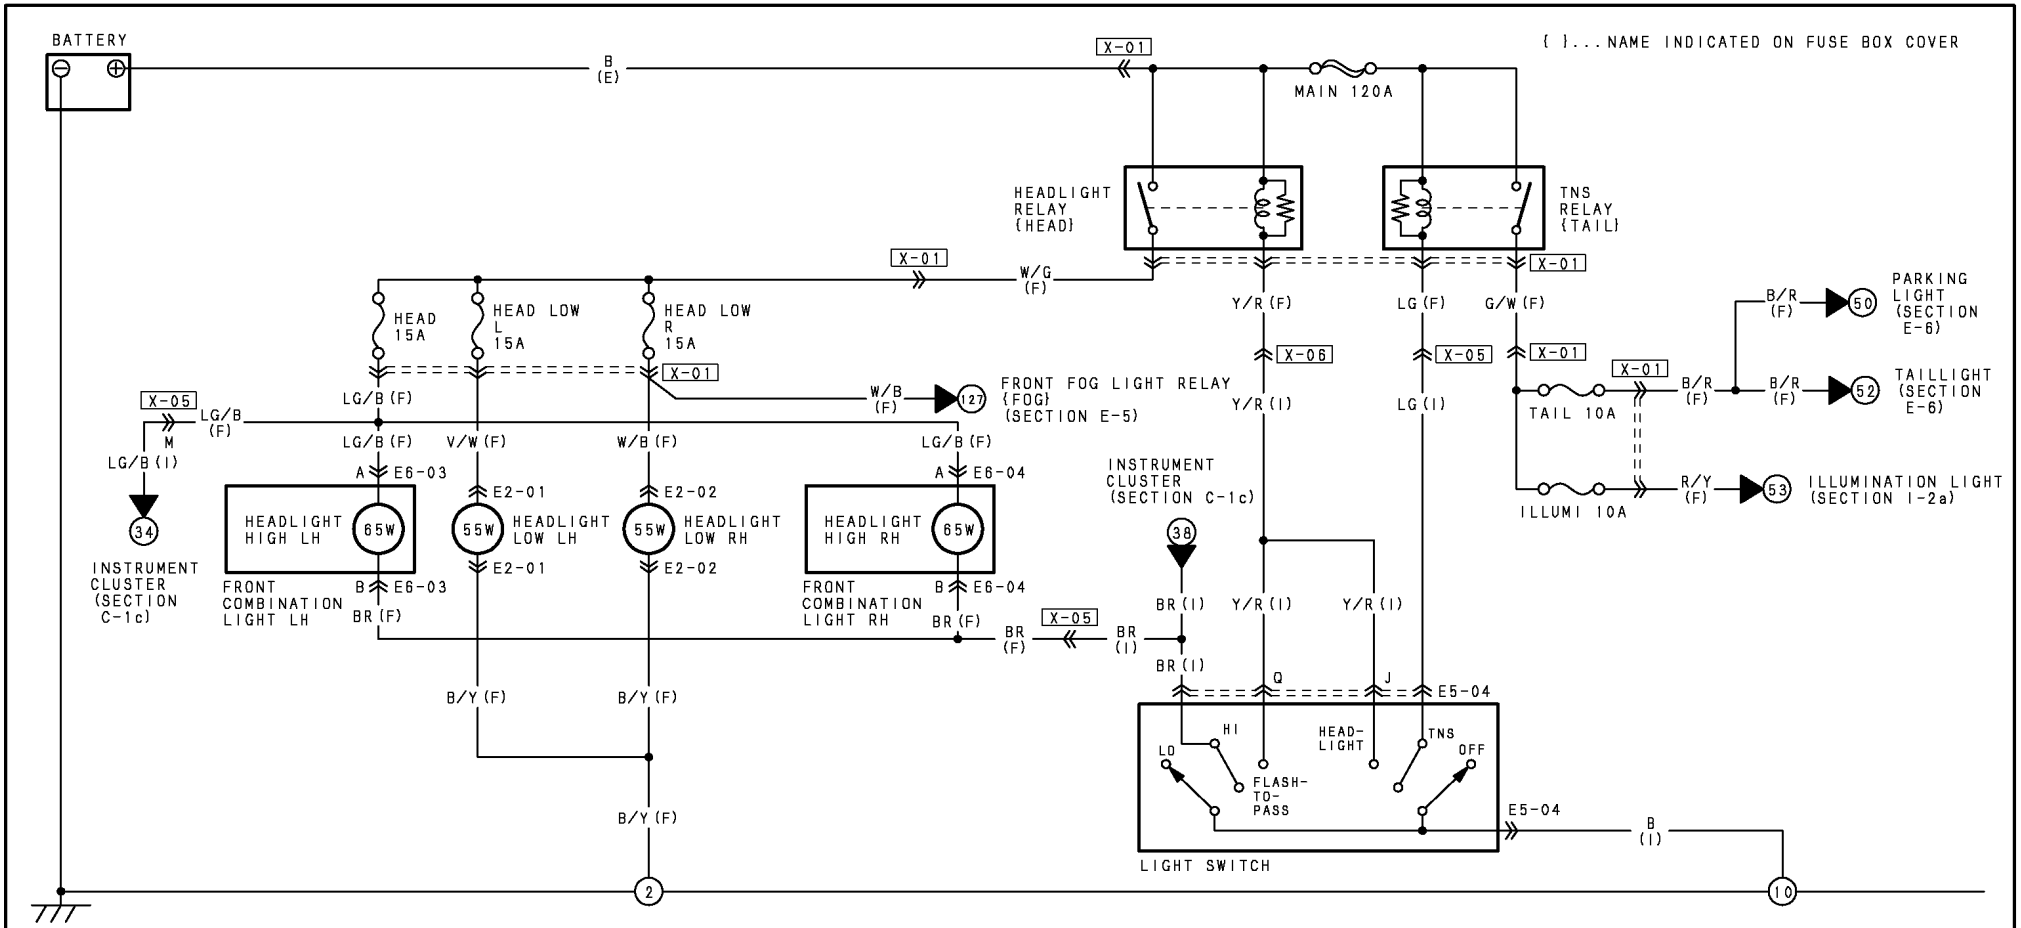 BATTERY
B
(E)
X-01
{ }...NAME INDICATED ON FUSE BOX COVER
MAIN 120A
HEADLIGHT
RELAY
{HEAD}
TNS
RELAY
{TAIL}
X-01
W/G
(F)
X-01
Y/R(F)
LG(F)
G/W(F)
B/R
(F)
50
PARKING
LIGHT
(SECTION
E-6)
HEAD
15A
HEAD LOW
L
15A
HEAD LOW
R
15A
X-01
X-06
X-05
X-01
X-01
B/R
(F)
B/R
(F)
52
TAILLIGHT
(SECTION
E-6)
TAIL 10A
W/B
(F)
127
FRONT FOG LIGHT RELAY
{FOG}
(SECTION E-5)
Y/R(I)
LG(I)
X-05
LG/B
(F)
M
LG/B(I)
34
INSTRUMENT
CLUSTER
(SECTION
C-1c)
LG/B(F)
LG/B(F)
V/W(F)
W/B(F)
LG/B(F)
A
E6-03
E2-01
E2-02
A
E6-04
INSTRUMENT
CLUSTER
(SECTION C-1c)
38
R/Y
(F)
53
ILLUMINATION LIGHT
(SECTION I-2a)
ILLUMI 10A
HEADLIGHT
HIGH LH
65W
55W
HEADLIGHT
LOW LH
55W
HEADLIGHT
LOW RH
HEADLIGHT
HIGH RH
65W
E2-01
E2-02
FRONT
COMBINATION
LIGHT LH
B
E6-03
BR(F)
FRONT
COMBINATION
LIGHT RH
B
E6-04
BR(F)
BR
(F)
X-05
BR
(I)
BR(I)
Y/R(I)
Y/R(I)
BR(I)
B/Y(F)
B/Y(F)
Q
J
E5-04
HI
LO
FLASH-
TO-
PASS
HEAD-
LIGHT
TNS
OFF
E5-04
B
(I)
B/Y(F)
LIGHT SWITCH
2
10